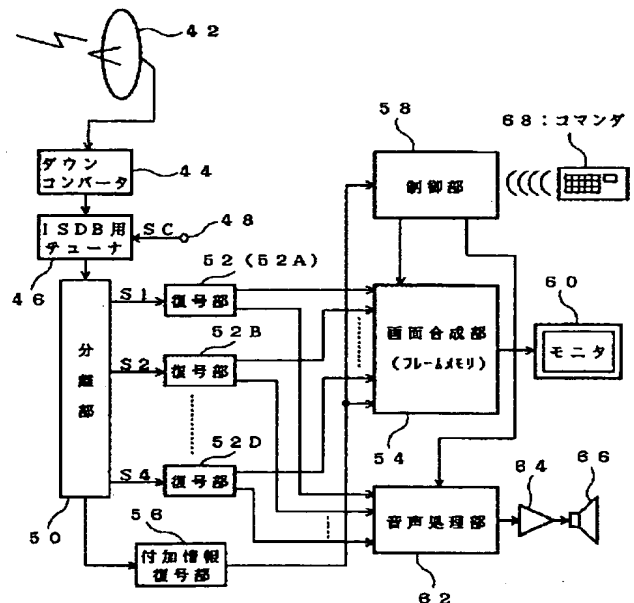 42
58
68:コマンダ
ダウン
コンバータ
44
制御部
ISDB用
チューナ
SC
48
46
52(52A)
60
S1
復号部
52B
画面合成部
(フレームメモリ)
モニタ
分離部
S2
復号部
54
52D
64
66
S4
復号部
音声処理部
50
56
付加情報
復号部
62